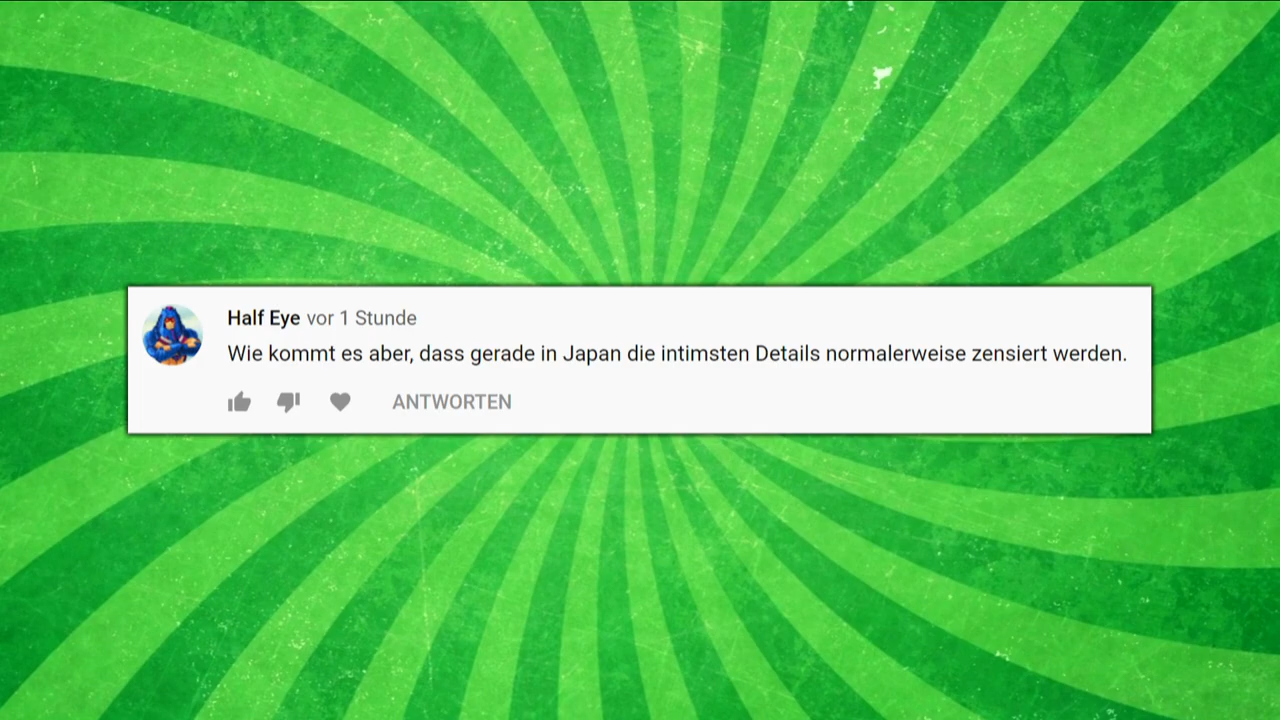 Half Eye vor 1 Stunde
Wie kommt es aber, dass gerade in Japan die intimsten Details normalerweise zensiert werden.
ANTWORTEN